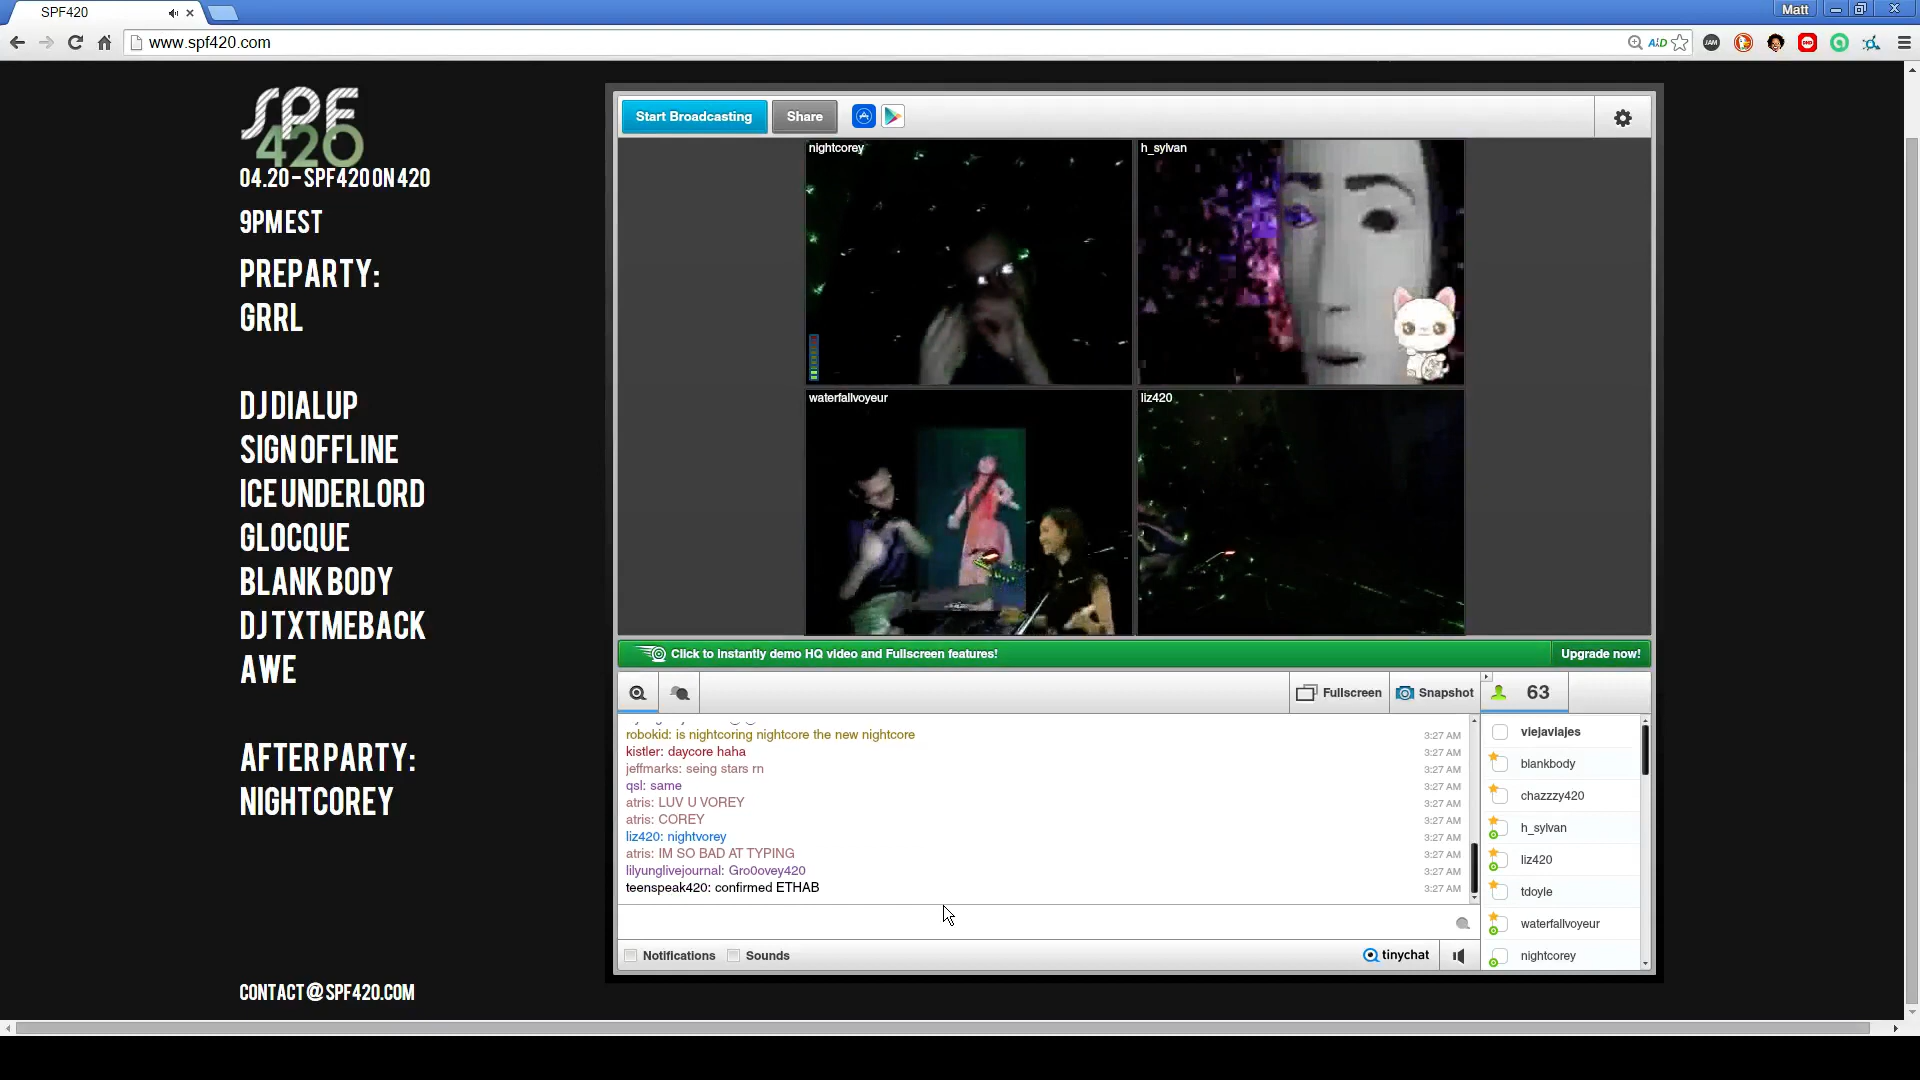 SPF420
Matt
www.spf420.com
SPF
420
04.20 - SPF420 ON 420
9PM EST
PREPARTY:
GRRL
DJ DIALUP
SIGN OFFLINE
ICE UNDERLORD
GLOCQUE
BLANK BODY
DJ TXTMEBACK
AWE
AFTER PARTY:
NIGHTCOREY
CONTACT@SPF420.COM
Start Broadcasting
Share
nightcorey
h_sylvan
waterfallvoyeur
liz420
Click to instantly demo HQ video and Fullscreen features!
Upgrade now!
Fullscreen
Snapshot
63
robokid: is nightcoring nightcore the new nightcore 3:27 AM
kistler: daycore haha 3:27 AM
jeffmarks: seing stars rn 3:27 AM
qsl: same 3:27 AM
atris: LUV U VOREY 3:27 AM
atris: COREY 3:27 AM
liz420: nightvorey 3:27 AM
atris: IM SO BAD AT TYPING 3:27 AM
lilyunglivejournal: Gro0ovey420 3:27 AM
teenspeak420: confirmed ETHAB 3:27 AM
viejaviajes
blankbody
chazzzy420
h_sylvan
liz420
tdoyle
waterfallvoyeur
nightcorey
Notifications
Sounds
tinychat